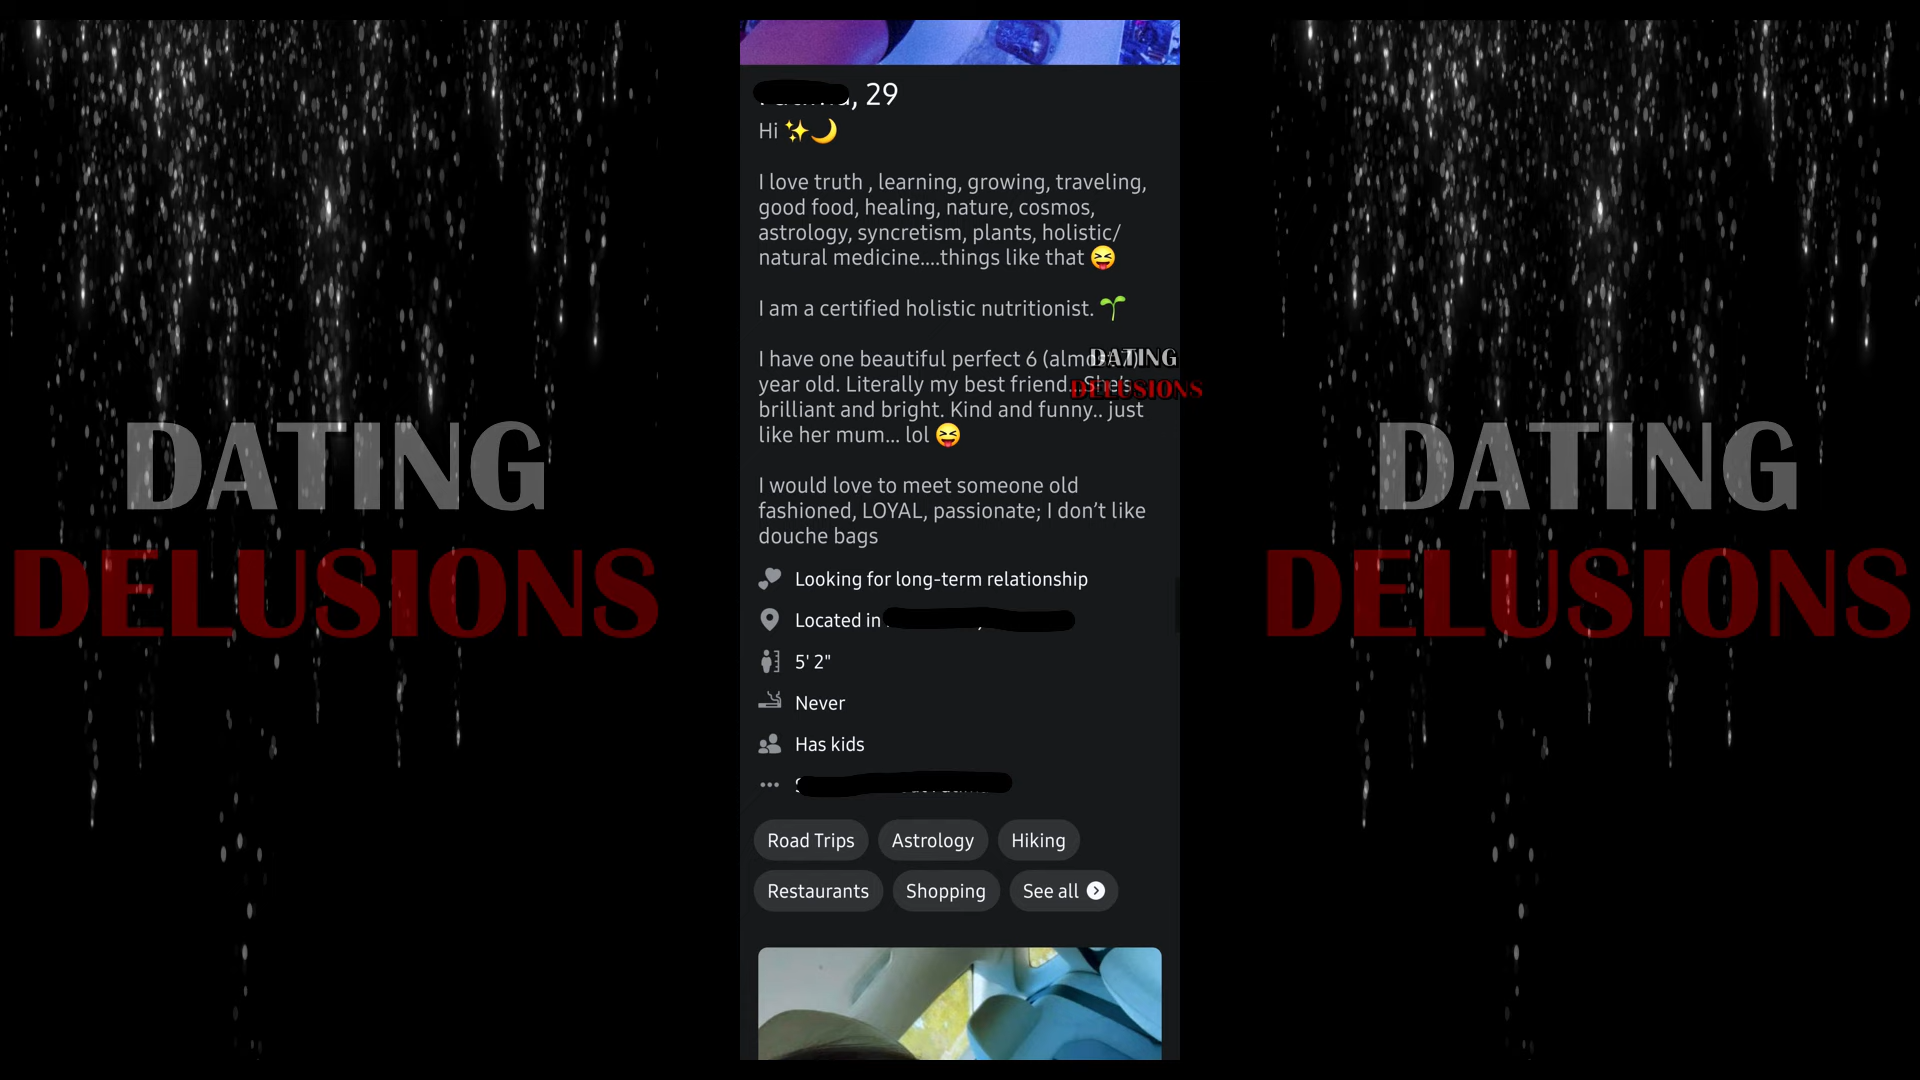 , 29
Hi ✨🌙
I love truth , learning, growing, traveling,
good food, healing, nature, cosmos,
astrology, syncretism, plants, holistic/
natural medicine....things like that 😝
I am a certified holistic nutritionist. 🌱
I have one beautiful perfect 6 (almost 7)
year old. Literally my best friend...She's
brilliant and bright. Kind and funny.. just
like her mum... lol 😝
I would love to meet someone old
fashioned, LOYAL, passionate; I don't like
douche bags
Looking for long-term relationship
Located in
5' 2"
Never
Has kids
Road Trips
Astrology
Hiking
Restaurants
Shopping
See all
DATING
DELUSIONS
DATING
DELUSIONS
DATING
DELUSIONS